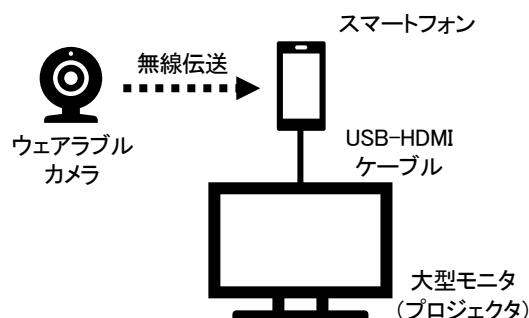 スマートフォン
無線伝送
ウェアラブル
カメラ
USB-HDMI
ケーブル
大型モニタ
(プロジェクタ)